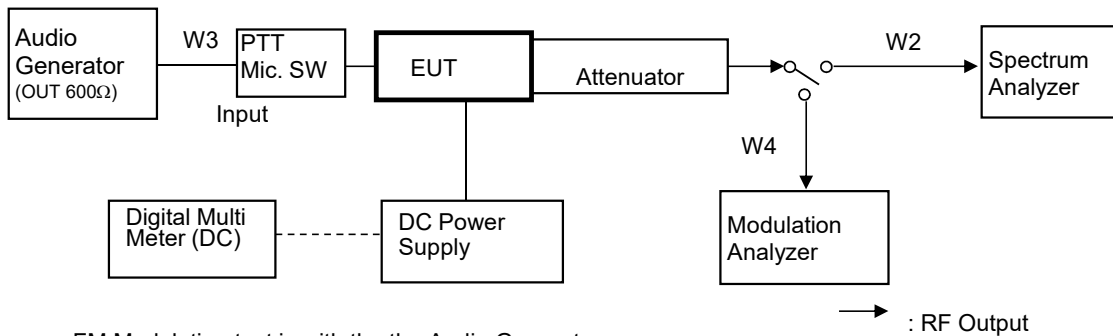 Audio
Generator
(OUT 600Ω)
W3
PTT
Mic. SW
Input
EUT
Attenuator
W2
Spectrum
Analyzer
W4
Modulation
Analyzer
Digital Multi
Meter (DC)
DC Power
Supply
: RF Output